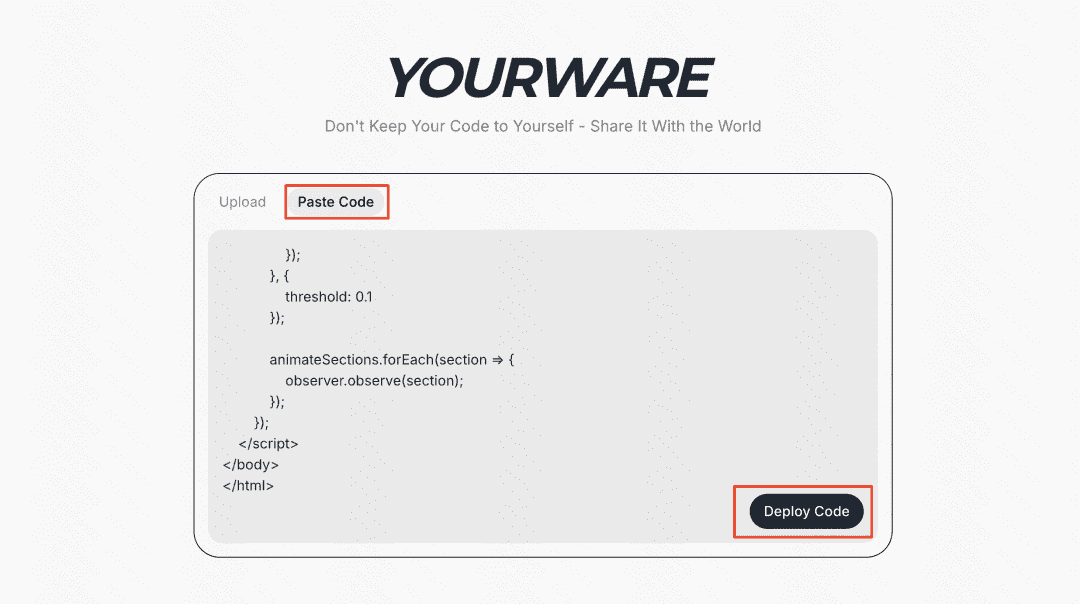 YOURWARE
Don't Keep Your Code to Yourself - Share It With the World
Upload
Paste Code
});
}, {
threshold: 0.1
});
animateSections.forEach(section => {
observer.observe(section);
});
});
</script>
</body>
</html>
Deploy Code